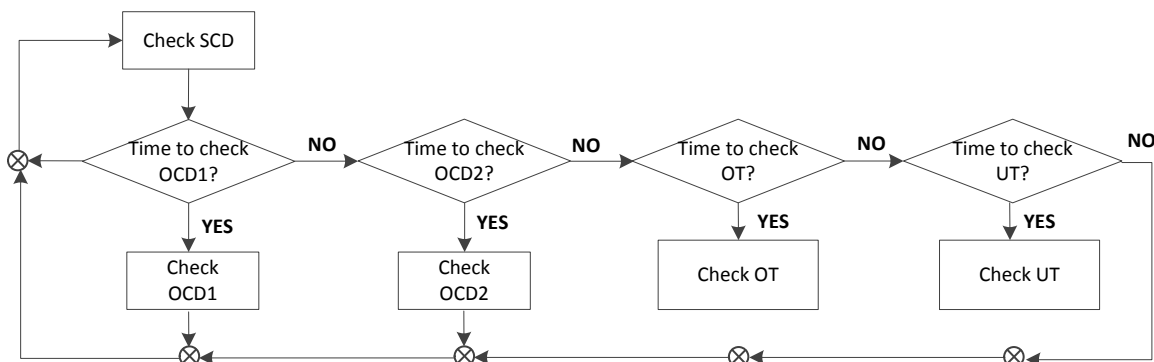 Check SCD
Time to check
OCD1?
NO
Time to check
OCD2?
NO
Time to check
OT?
NO
Time to check
UT?
NO
YES
YES
YES
YES
Check
OCD1
Check
OCD2
Check OT
Check UT